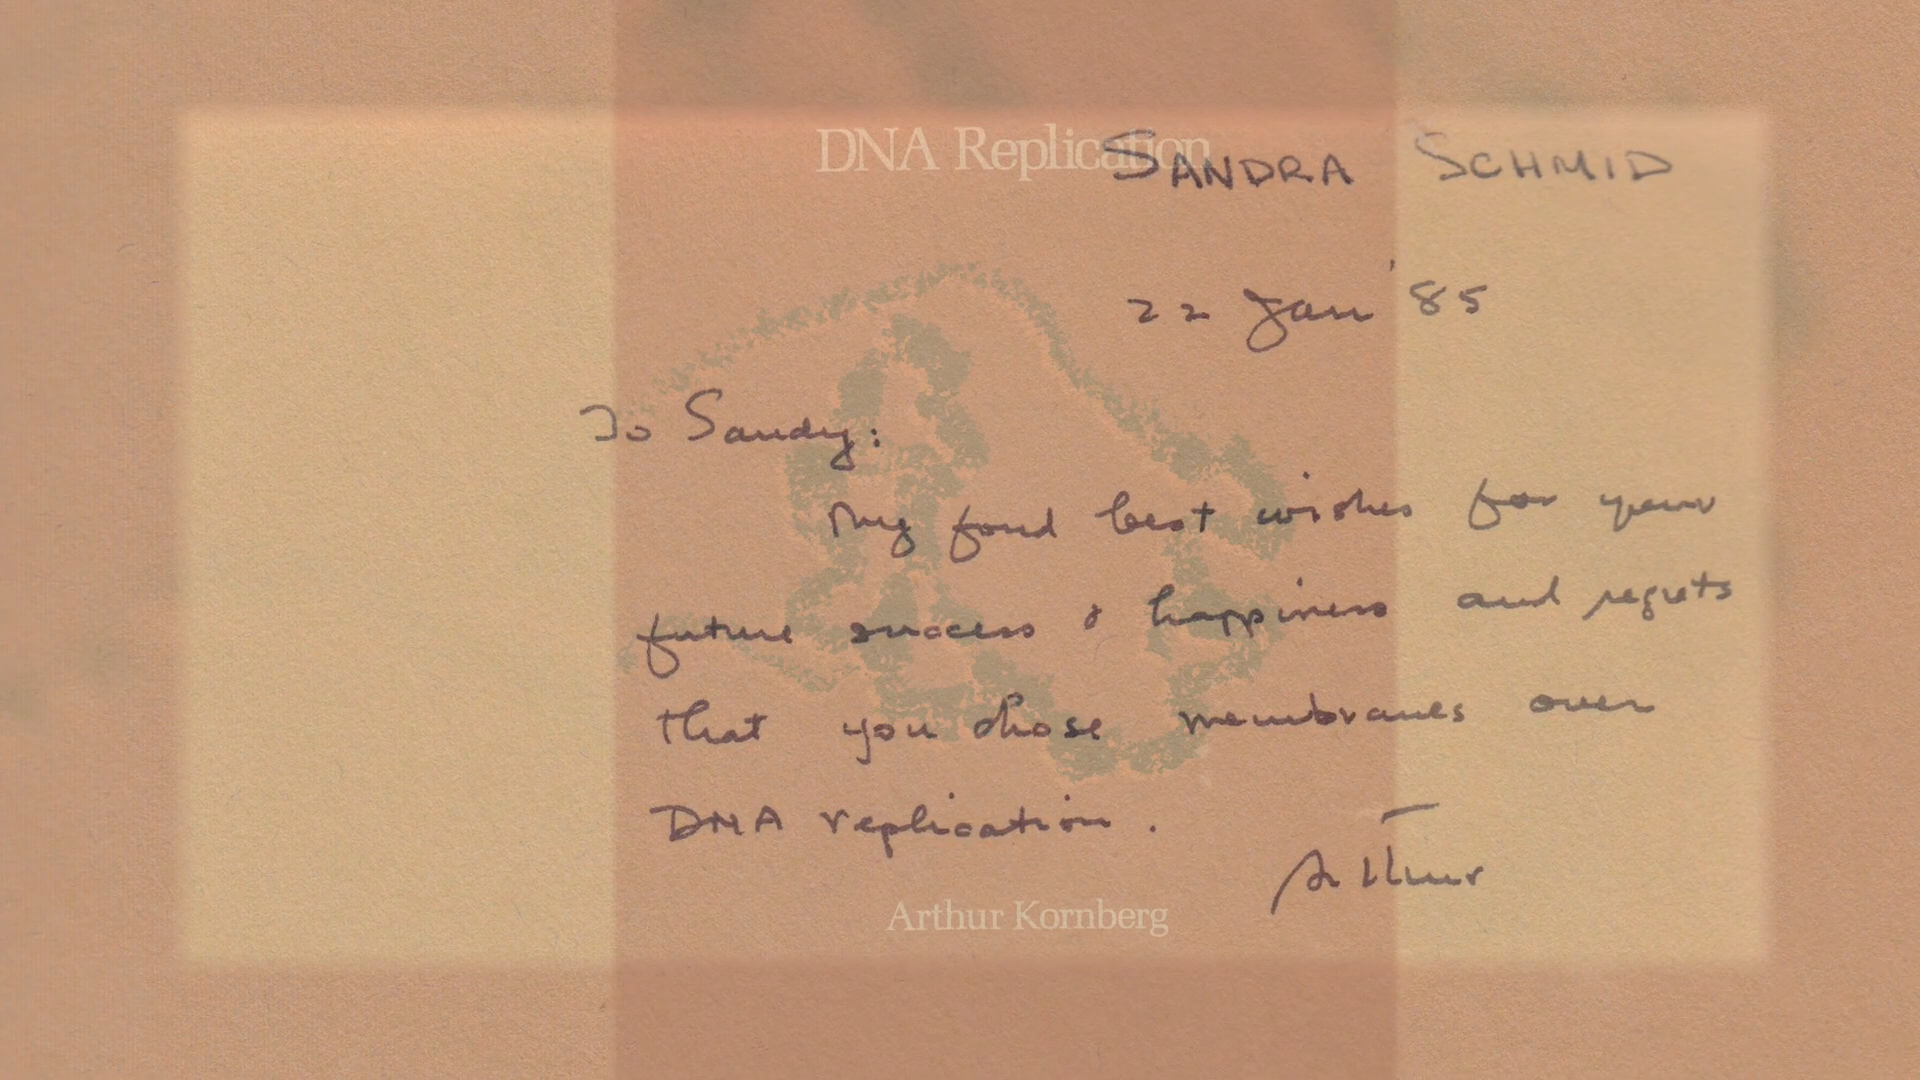 DNA Replication
SANDRA SCHMID
22 Jan '85
To Sandy:
My fond best wishes for your
future success & happiness and regrets
that you chose membranes over
DNA replication.
Arthur
Arthur Kornberg